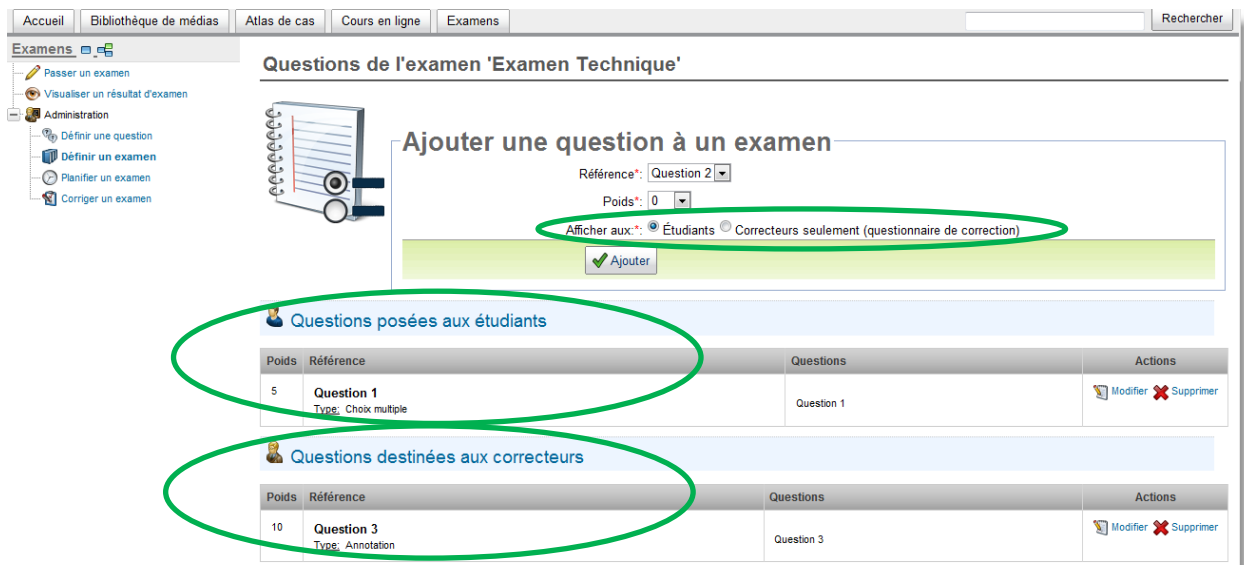 Accueil Bibliothèque de médias Atlas de cas Cours en ligne Examens Rechercher
Examens
Passer un examen
Visualiser un résultat d'examen
Administration
Définir une question
Définir un examen
Planifier un examen
Corriger un examen
Questions de l'examen 'Examen Technique'
Ajouter une question à un examen
Référence*: Question 2
Poids*: 0
Afficher aux:*: Étudiants Correcteurs seulement (questionnaire de correction)
Ajouter
Questions posées aux étudiants
Poids Référence Questions Actions
5 Question 1 Question 1 Modifier Supprimer
Type: Choix multiple
Questions destinées aux correcteurs
Poids Référence Questions Actions
10 Question 3 Question 3 Modifier Supprimer
Type: Annotation